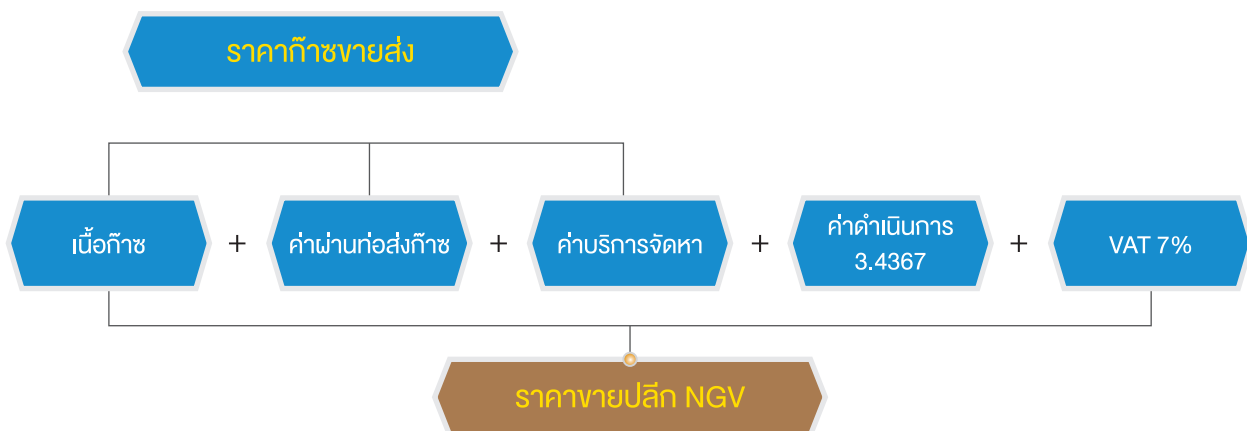 ราคาก๊าซขายส่ง
เนื้อก๊าซ + ค่าผ่านท่อส่งก๊าซ + ค่าบริการจัดหา + ค่าดำเนินการ
3.4367 + VAT 7%
ราคาขายปลีก NGV